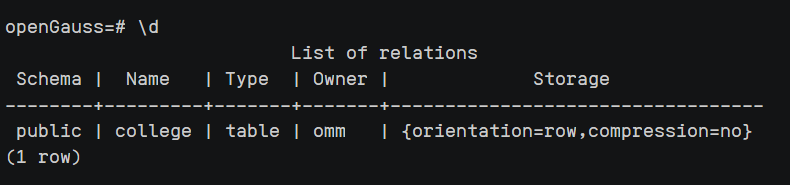 openGauss=# \d
                          List of relations
 Schema |  Name   | Type  | Owner |             Storage
--------+---------+-------+-------+----------------------------------
 public | college | table | omm   | {orientation=row,compression=no}
(1 row)